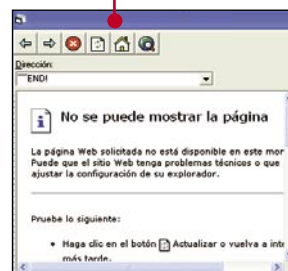 Dirección:
END!
No se puede mostrar la página
La página Web solicitada no está disponible en este mor
Puede que el sitio Web tenga problemas técnicos o que
ajustar la configuración de su explorador.
Pruebe lo siguiente:
• Haga clic en el botón Actualizar o vuelva a inte
más tarde.